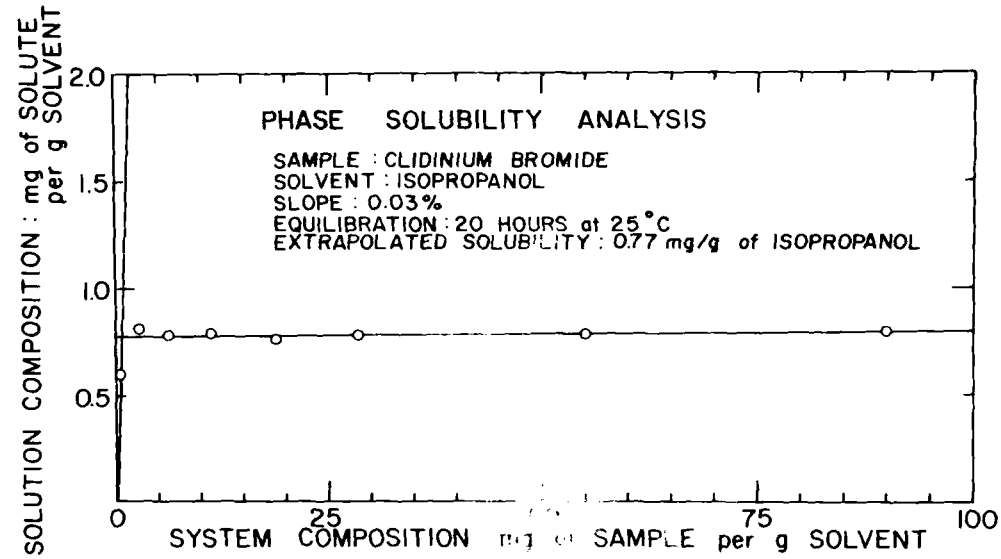 SOLUTION COMPOSITION: mg of SOLUTE
per g SOLVENT
2.0
1.5
1.0
0.5
PHASE SOLUBILITY ANALYSIS
SAMPLE : CLIDINIUM BROMIDE
SOLVENT : ISOPROPANOL
SLOPE : 0.03%
EQUILIBRATION : 20 HOURS at 25°C
EXTRAPOLATED SOLUBILITY : 0.77 mg/g of ISOPROPANOL
0 25 75 100
SYSTEM COMPOSITION mg of SAMPLE per g SOLVENT